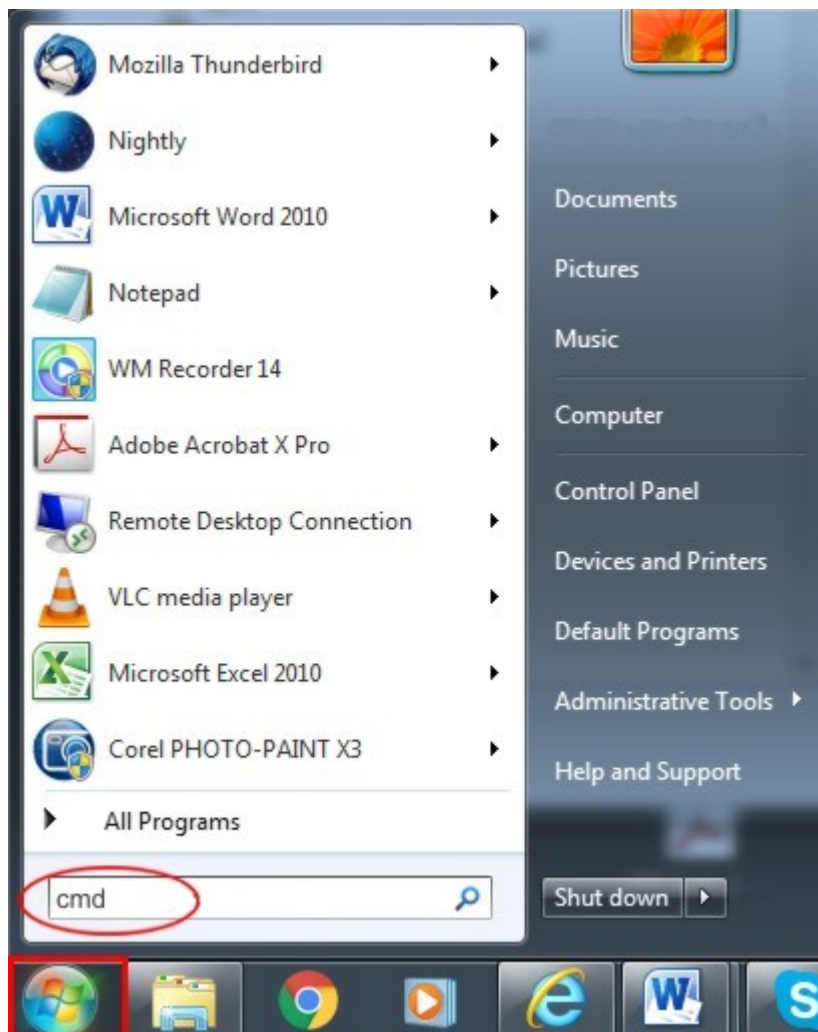 Mozilla Thunderbird
Nightly
Microsoft Word 2010
Notepad
WM Recorder 14
Adobe Acrobat X Pro
Remote Desktop Connection
VLC media player
Microsoft Excel 2010
Corel PHOTO-PAINT X3
All Programs
cmd
Documents
Pictures
Music
Computer
Control Panel
Devices and Printers
Default Programs
Administrative Tools
Help and Support
Shut down